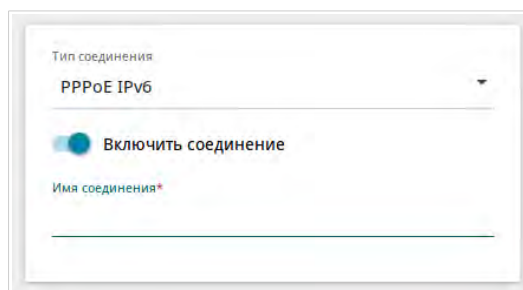 Тип соединения
PPPoE IPv6
Включить соединение
Имя соединения*